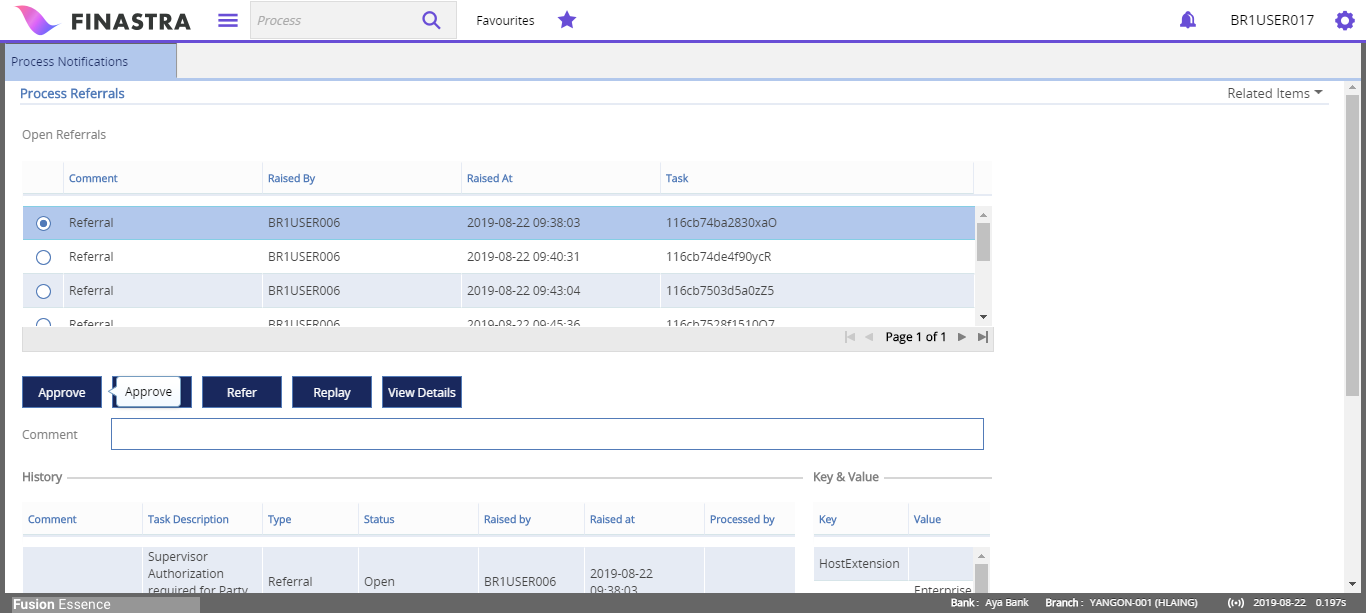 FINASTRA
Process
Favourites
BR1USER017
Process Notifications
Process Referrals
Related Items
Open Referrals
Comment Raised By Raised At Task
Referral BR1USER006 2019-08-22 09:38:03 116cb74ba2830xaO
Referral BR1USER006 2019-08-22 09:40:31 116cb74de4f90ycR
Referral BR1USER006 2019-08-22 09:43:04 116cb7503d5a0zZ5
Referral BR1USER006 2019-08-22 09:45:36 116cb7528f1510Q7
Page 1 of 1
Approve Approve Refer Replay View Details
Comment
History Key & Value
Comment Task Description Type Status Raised by Raised at Processed by Key Value
Supervisor
Authorization
required for Party
Referral Open BR1USER006
2019-08-22
09:38:03
HostExtension
Enterprise
Fusion Essence
Bank : Aya Bank Branch : YANGON-001 (HLAING) 2019-08-22 0.197s